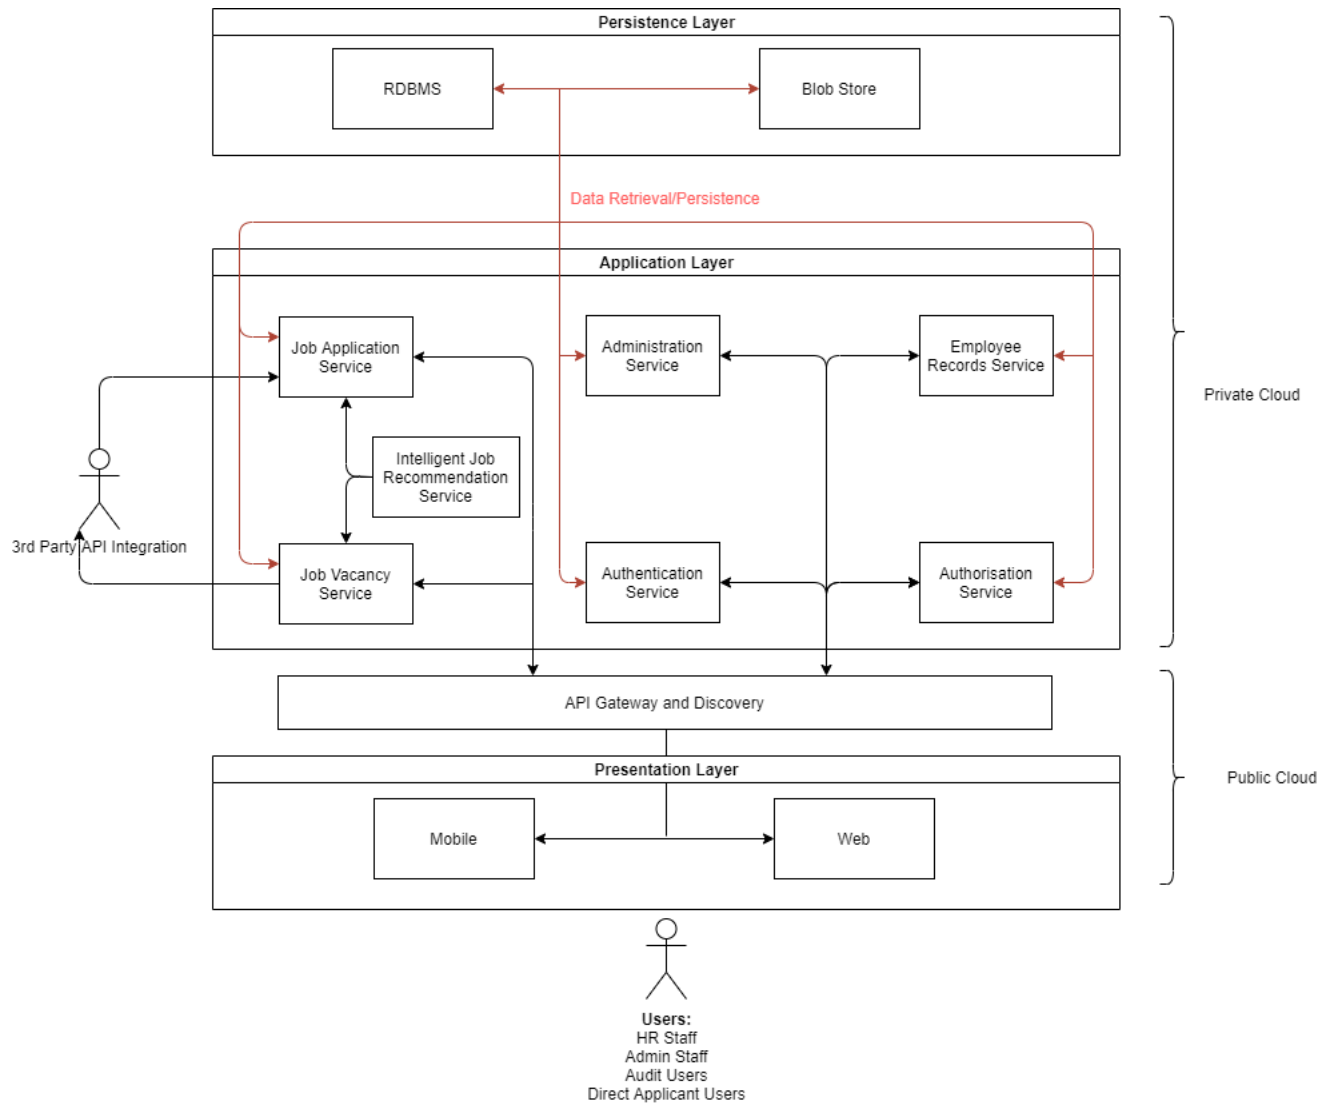 Persistence Layer
RDBMS
Blob Store
Data Retrieval/Persistence
Application Layer
Job Application
Service
Administration
Service
Employee
Records Service
Private Cloud
Intelligent Job
Recommendation
Service
3rd Party API Integration
Job Vacancy
Service
Authentication
Service
Authorisation
Service
API Gateway and Discovery
Presentation Layer
Public Cloud
Mobile
Web
Users:
HR Staff
Admin Staff
Audit Users
Direct Applicant Users